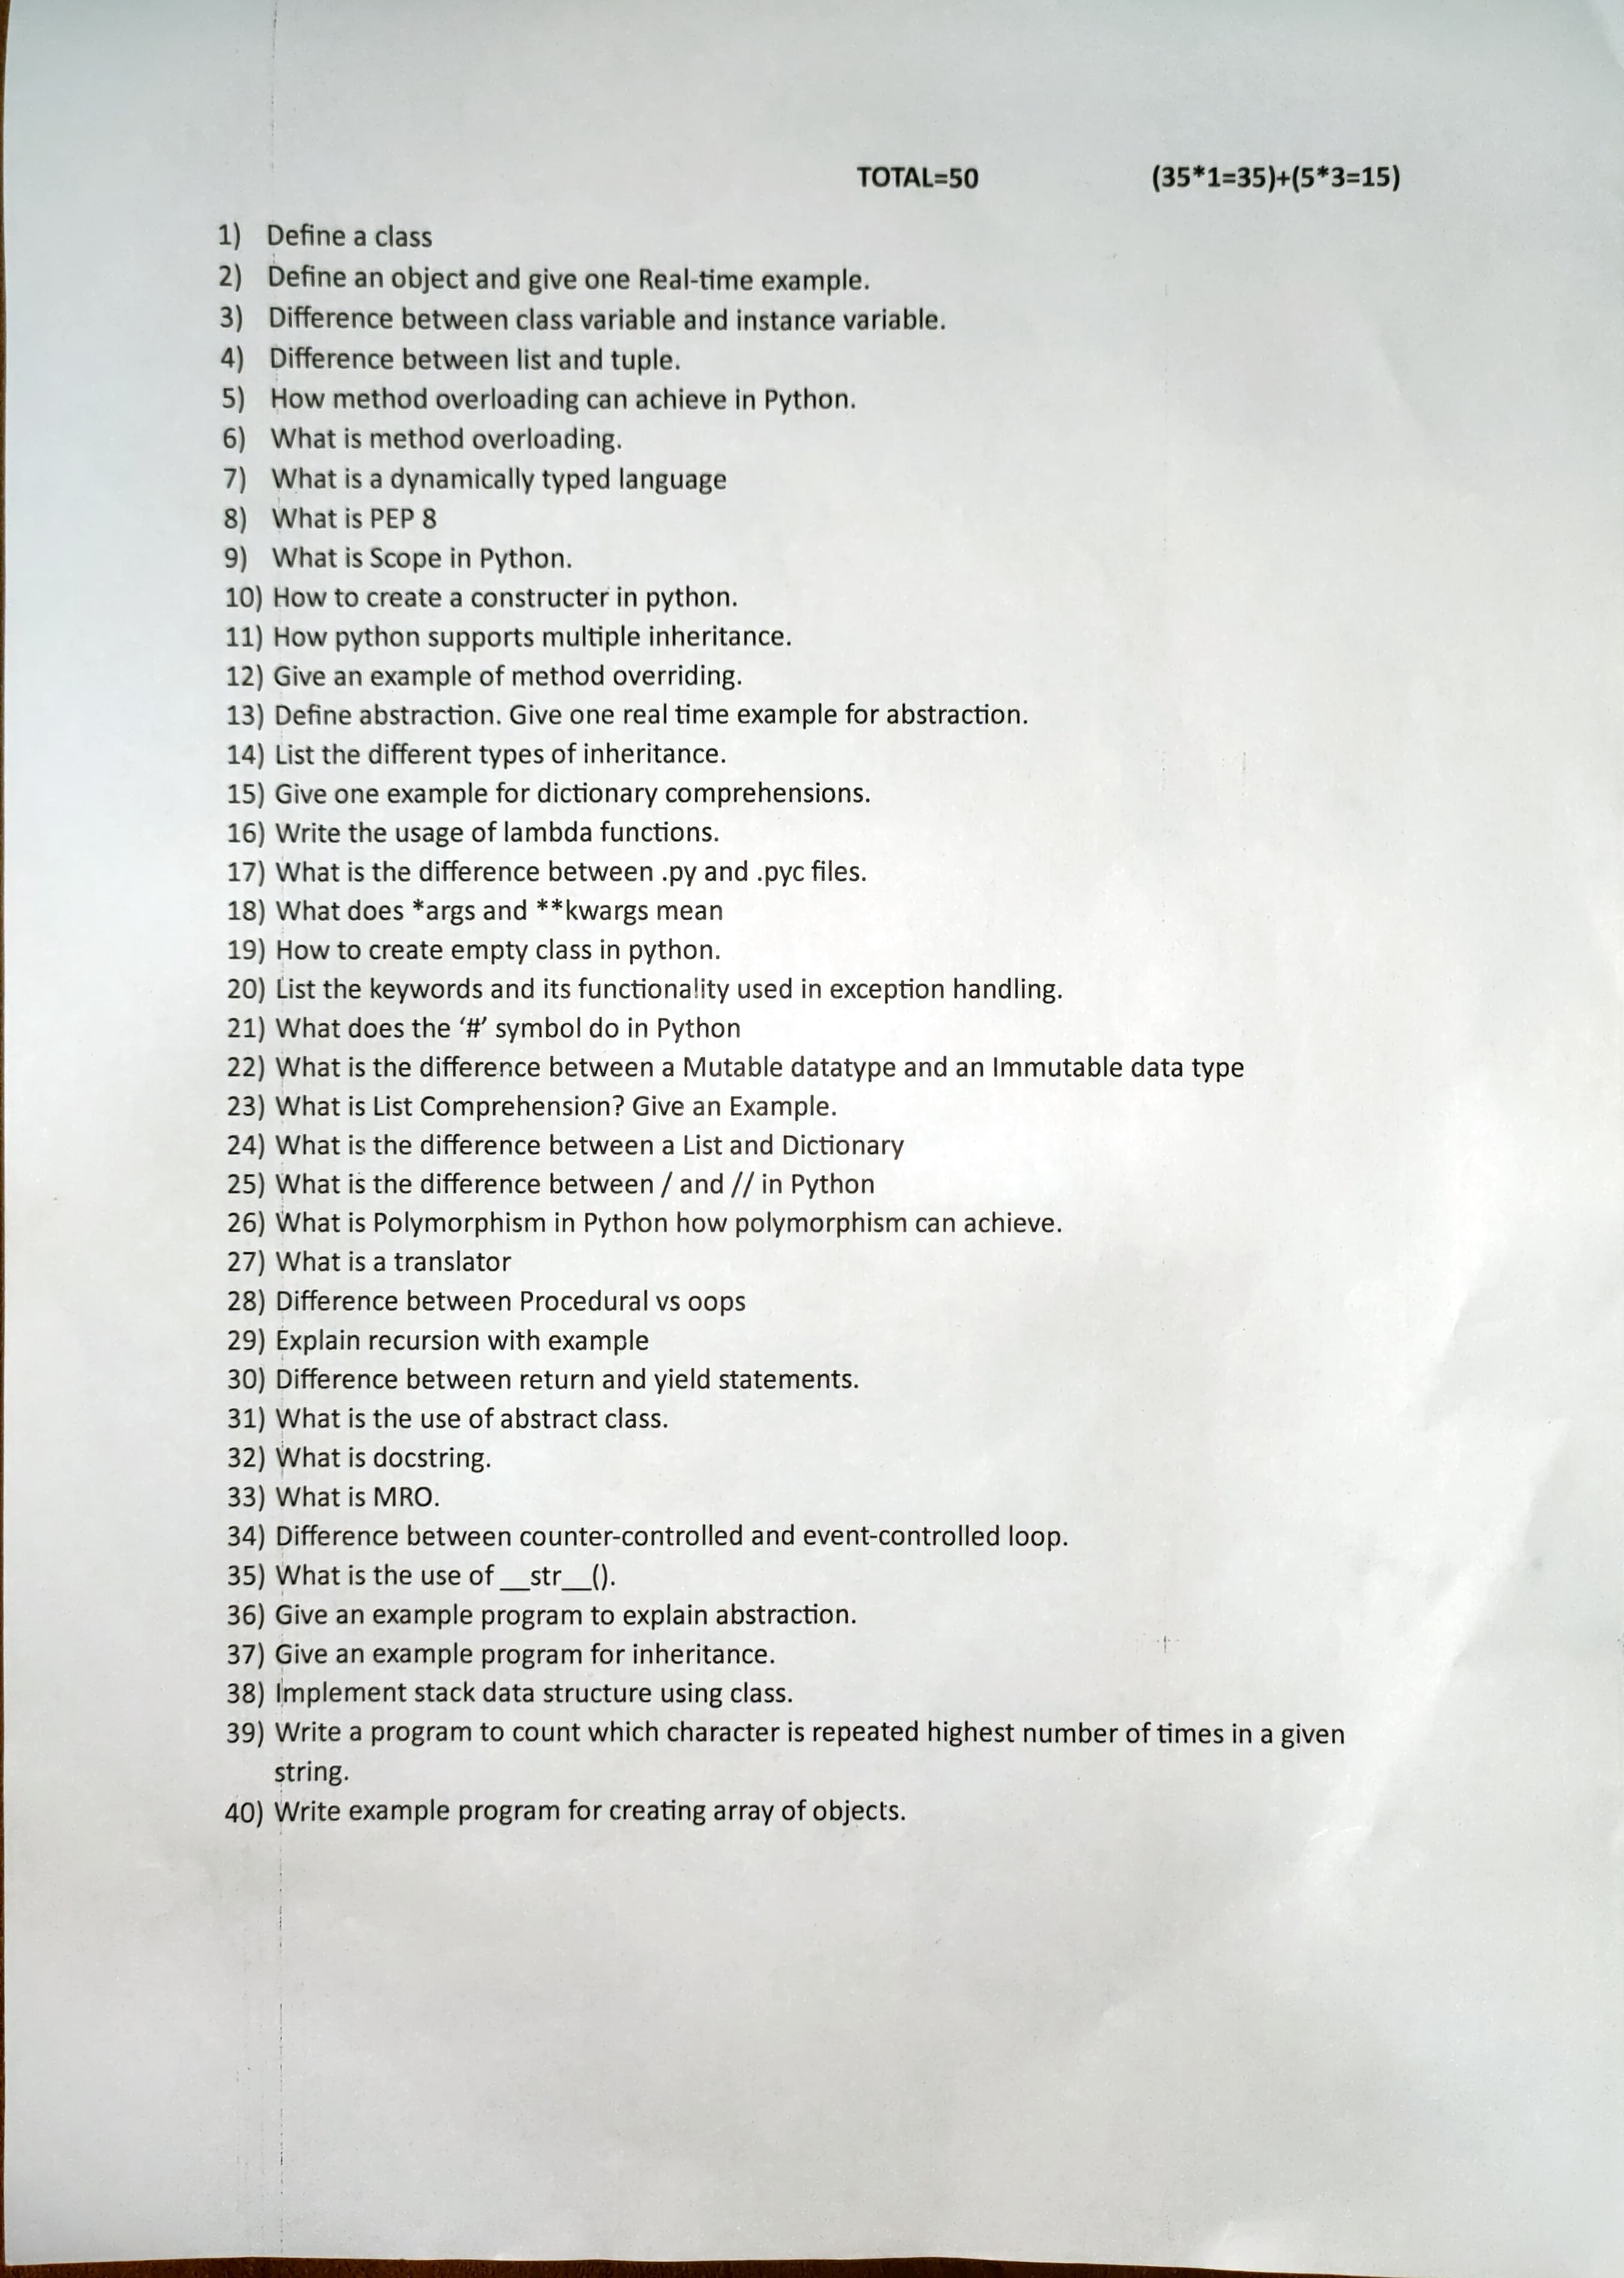 TOTAL=50 (35*1=35)+(5*3=15)
1) Define a class
2) Define an object and give one Real-time example.
3) Difference between class variable and instance variable.
4) Difference between list and tuple.
5) How method overloading can achieve in Python.
6) What is method overloading.
7) What is a dynamically typed language
8) What is PEP 8
9) What is Scope in Python.
10) How to create a constructer in python.
11) How python supports multiple inheritance.
12) Give an example of method overriding.
13) Define abstraction. Give one real time example for abstraction.
14) List the different types of inheritance.
15) Give one example for dictionary comprehensions.
16) Write the usage of lambda functions.
17) What is the difference between .py and .pyc files.
18) What does *args and **kwargs mean
19) How to create empty class in python.
20) List the keywords and its functionality used in exception handling.
21) What does the ‘#’ symbol do in Python
22) What is the difference between a Mutable datatype and an Immutable data type
23) What is List Comprehension? Give an Example.
24) What is the difference between a List and Dictionary
25) What is the difference between / and // in Python
26) What is Polymorphism in Python how polymorphism can achieve.
27) What is a translator
28) Difference between Procedural vs oops
29) Explain recursion with example
30) Difference between return and yield statements.
31) What is the use of abstract class.
32) What is docstring.
33) What is MRO.
34) Difference between counter-controlled and event-controlled loop.
35) What is the use of __str__().
36) Give an example program to explain abstraction.
37) Give an example program for inheritance.
38) Implement stack data structure using class.
39) Write a program to count which character is repeated highest number of times in a given
string.
40) Write example program for creating array of objects.